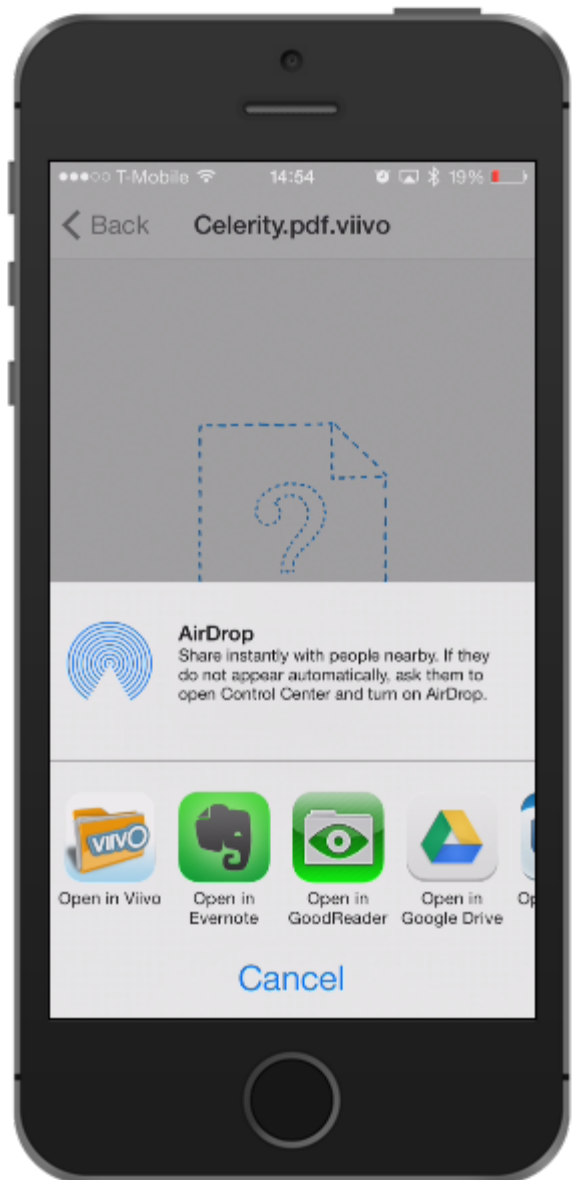 T-Mobile 14:54 19%
Back Celerity.pdf.viivo
?
AirDrop
Share instantly with people nearby. If they
do not appear automatically, ask them to
open Control Center and turn on AirDrop.
VIIVO
Open in Viivo
Open in
Evernote
Open in
GoodReader
Open in
Google Drive
Cancel